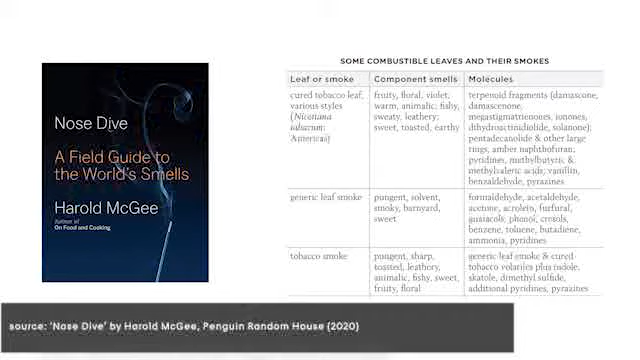 Nose Dive
A Field Guide to
the World's Smells
Harold McGee
Author of
On Food and Cooking
SOME COMBUSTIBLE LEAVES AND THEIR SMOKES
Leaf or smoke
Component smells
Molecules
cured tobacco leaf,
various styles
(Nicotiana
tabacum:
Americas)
fruity, floral, violet;
warm, animalic; fishy,
sweaty, leathery;
sweet, toasted, earthy
terpenoid fragments (damascone,
damascenone,
megastigmatrienones, ionones,
dihydroactinidiolide, solanone);
pentadecanolide & other large
rings, amber naphthofuran;
pyridines, methylbutyric &
methylvaleric acids; vanillin,
benzaldehyde, pyrazines
generic leaf smoke
pungent, solvent,
smoky, barnyard,
sweet
formaldehyde, acetaldehyde,
acetone, acrolein, furfural,
guaiacols, phenol, cresols,
benzene, toluene, butadiene,
ammonia, pyridines
tobacco smoke
pungent, sharp,
toasted, leathery,
animalic, fishy, sweet,
fruity, floral
generic leaf smoke & cured
tobacco volatiles plus indole,
skatole, dimethyl sulfide,
additional pyridines, pyrazines
source: 'Nose Dive' by Harold McGee, Penguin Random House (2020)